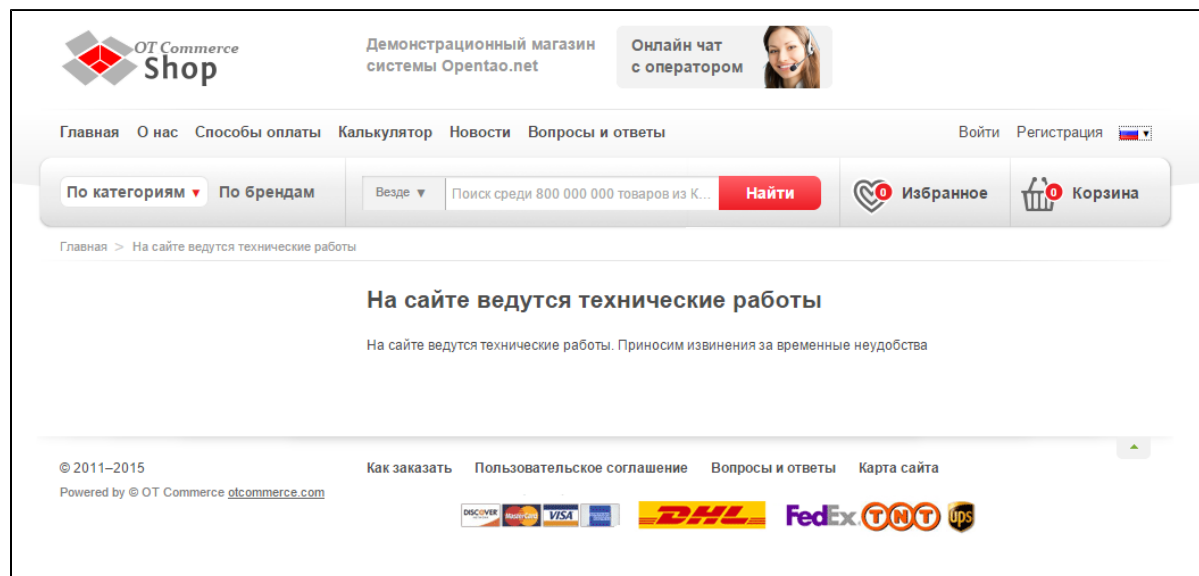 OT Commerce
Shop
Демонстрационный магазин
системы Opentao.net
Онлайн чат
с оператором
Главная О нас Способы оплаты Калькулятор Новости Вопросы и ответы Войти Регистрация
По категориям ▼ По брендам Везде ▼ Поиск среди 800 000 000 товаров из К... Найти 0 Избранное 0 Корзина
Главная > На сайте ведутся технические работы
На сайте ведутся технические работы
На сайте ведутся технические работы. Приносим извинения за временные неудобства
© 2011–2015 Как заказать Пользовательское соглашение Вопросы и ответы Карта сайта
Powered by © OT Commerce otcommerce.com
DISCOVER MasterCard VISA DHL FedEx TNT ups